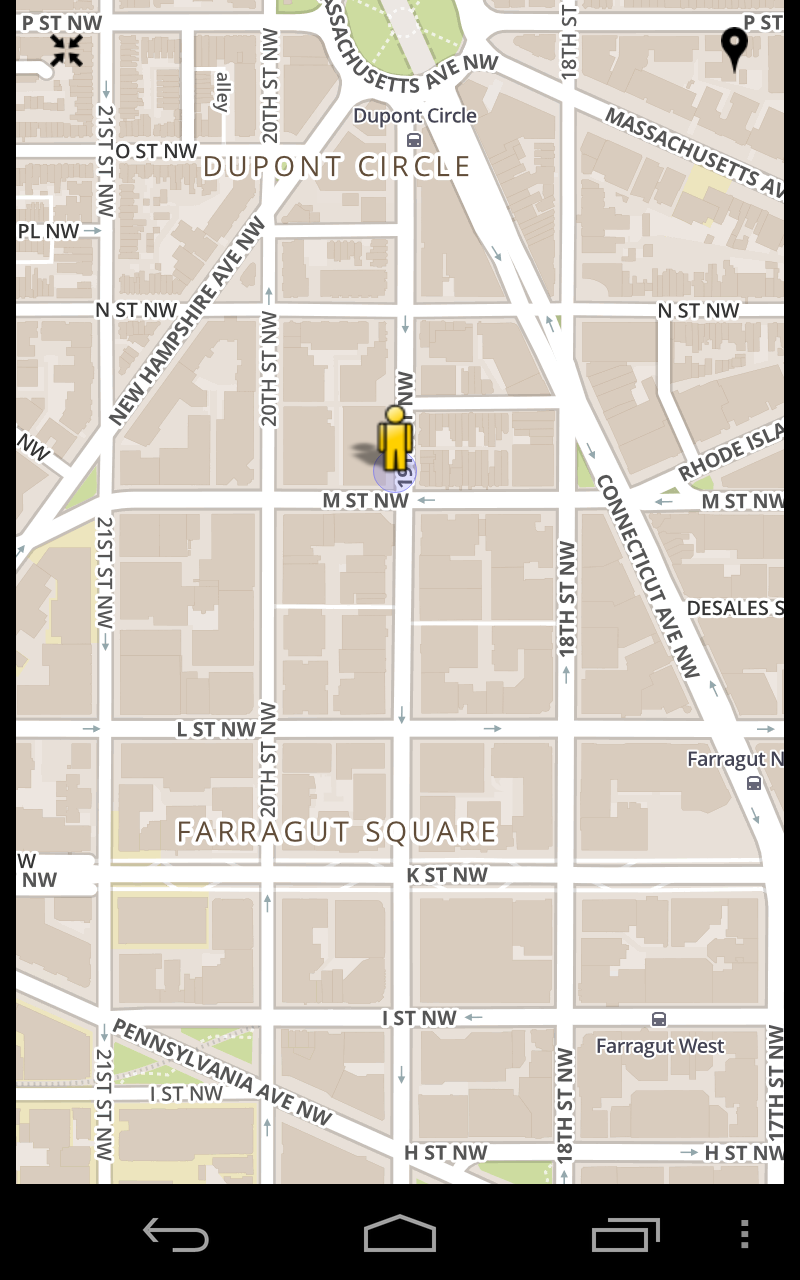 P ST NW
MASSACHUSETTS AVE NW
18TH ST
P ST
alley
20TH ST NW
21ST ST NW
Dupont Circle
MASSACHUSETTS AV
O ST NW
DUPONT CIRCLE
PL NW
NEW HAMPSHIRE AVE NW
N ST NW
N ST NW
20TH ST NW
NW
RHODE ISLA
M ST NW
M ST NW
21ST ST NW
CONNECTICUT AVE NW
18TH ST NW
DESALES S
L ST NW
20TH ST NW
Farragut N
FARRAGUT SQUARE
W
NW
K ST NW
I ST NW
PENNSYLVANIA AVE NW
21ST ST NW
Farragut West
17TH ST NW
18TH ST NW
I ST NW
H ST NW
H ST NW